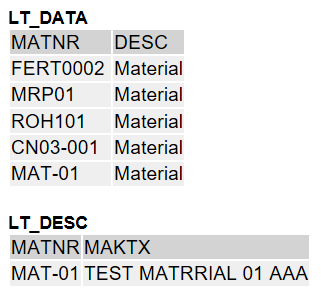 LT_DATA
MATNR DESC
FERT0002 Material
MRP01 Material
ROH101 Material
CN03-001 Material
MAT-01 Material
LT_DESC
MATNR MAKTX
MAT-01 TEST MATRRIAL 01 AAA